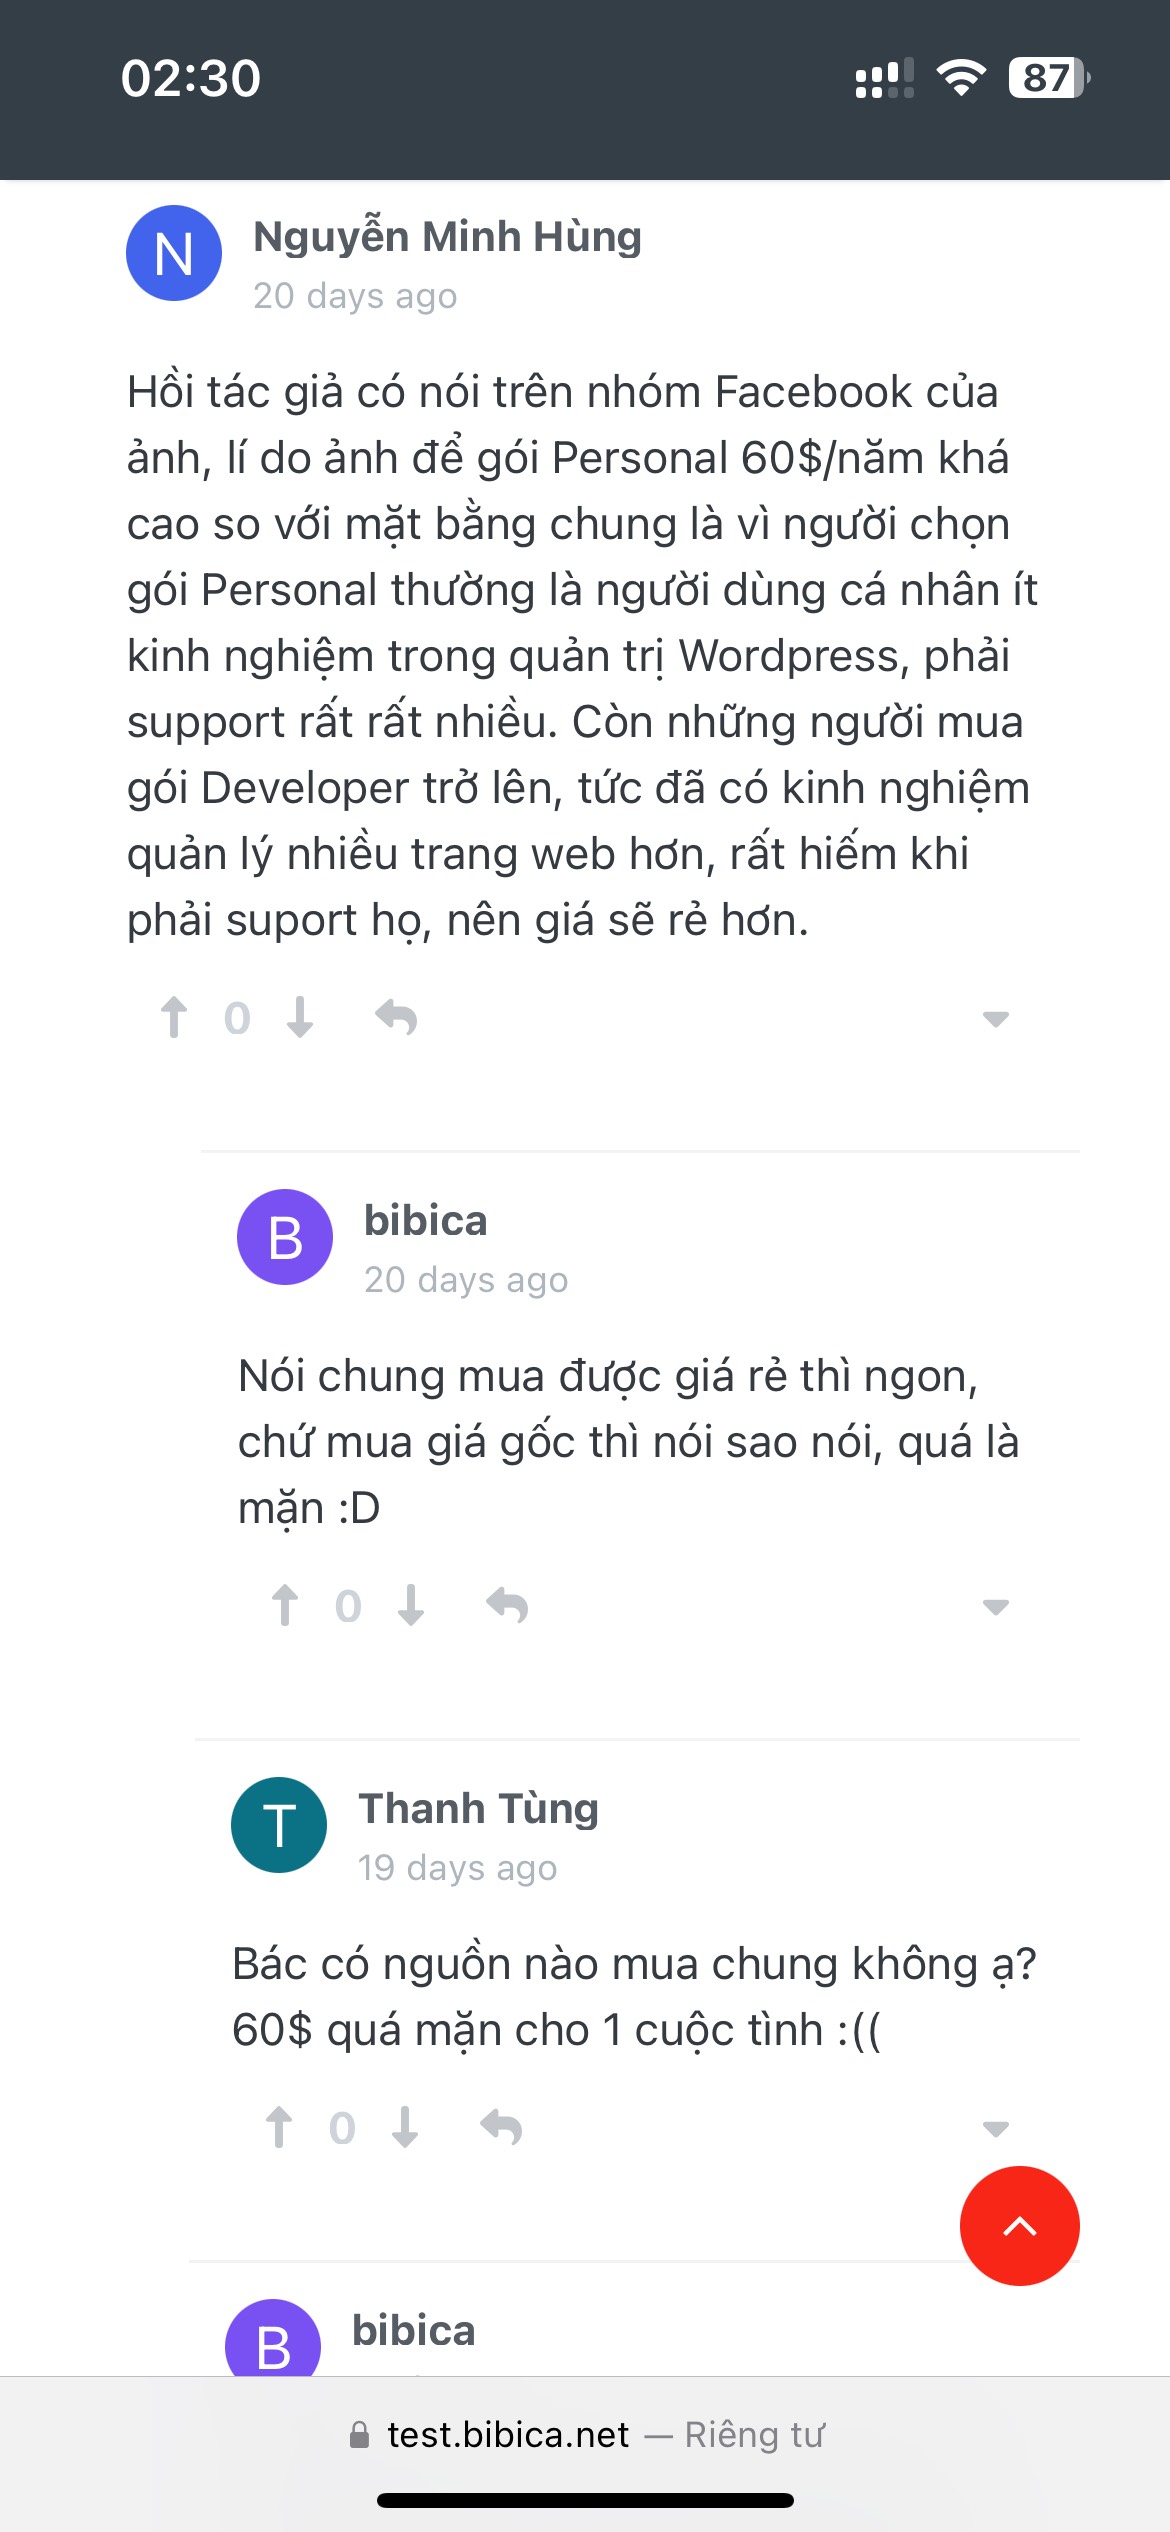 02:30
87
N
Nguyễn Minh Hùng
20 days ago
Hồi tác giả có nói trên nhóm Facebook của
ảnh, lí do ảnh để gói Personal 60$/năm khá
cao so với mặt bằng chung là vì người chọn
gói Personal thường là người dùng cá nhân ít
kinh nghiệm trong quản trị Wordpress, phải
support rất rất nhiều. Còn những người mua
gói Developer trở lên, tức đã có kinh nghiệm
quản lý nhiều trang web hơn, rất hiếm khi
phải suport họ, nên giá sẽ rẻ hơn.
0
B
bibica
20 days ago
Nói chung mua được giá rẻ thì ngon,
chứ mua giá gốc thì nói sao nói, quá là
mặn :D
0
T
Thanh Tùng
19 days ago
Bác có nguồn nào mua chung không ạ?
60$ quá mặn cho 1 cuộc tình :((
0
B
bibica
test.bibica.net — Riêng tư